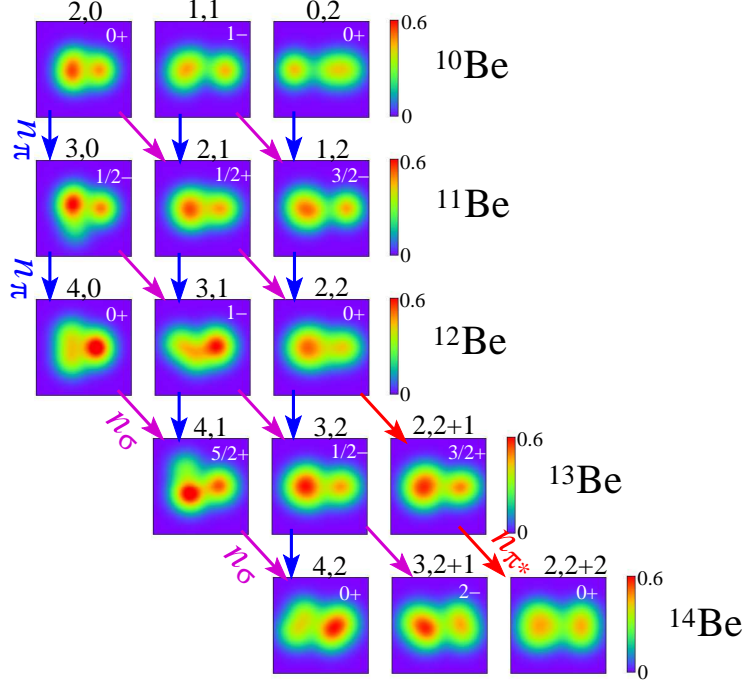 2,0 1,1 0,2
0+ 1− 0+ 0.6 0 ¹⁰Be
nπ
3,0 2,1 1,2
1/2− 1/2+ 3/2− 0.6 0 ¹¹Be
nπ
4,0 3,1 2,2
0+ 1− 0+ 0.6 0 ¹²Be
nσ
4,1 3,2 2,2+1
5/2+ 1/2− 3/2+ 0.6 0 ¹³Be
nσ nπ*
4,2 3,2+1 2,2+2
0+ 2− 0+ 0.6 0 ¹⁴Be